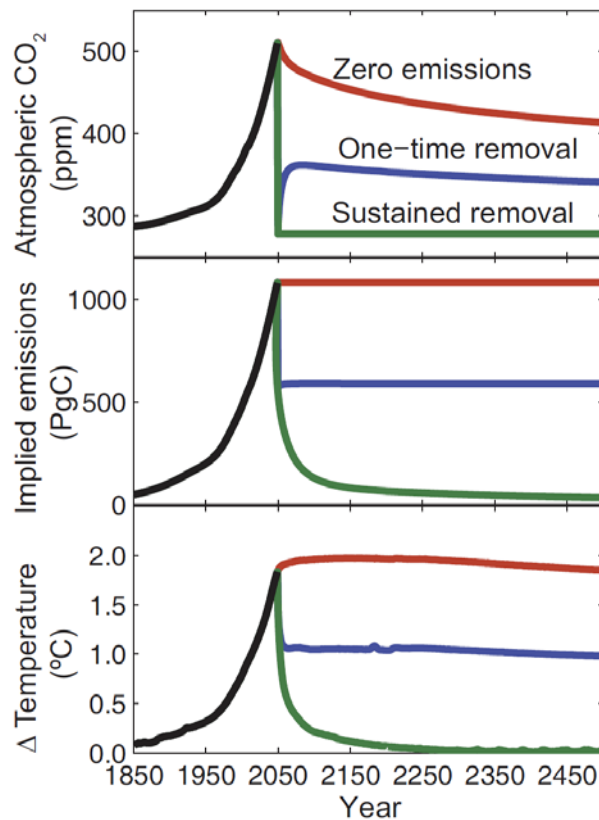 Atmospheric CO₂
(ppm)
500
400
300
Zero emissions
One-time removal
Sustained removal
Implied emissions
(PgC)
1000
500
0
Δ Temperature
(ºC)
2.0
1.5
1.0
0.5
0.0
1850 1950 2050 2150 2250 2350 2450
Year